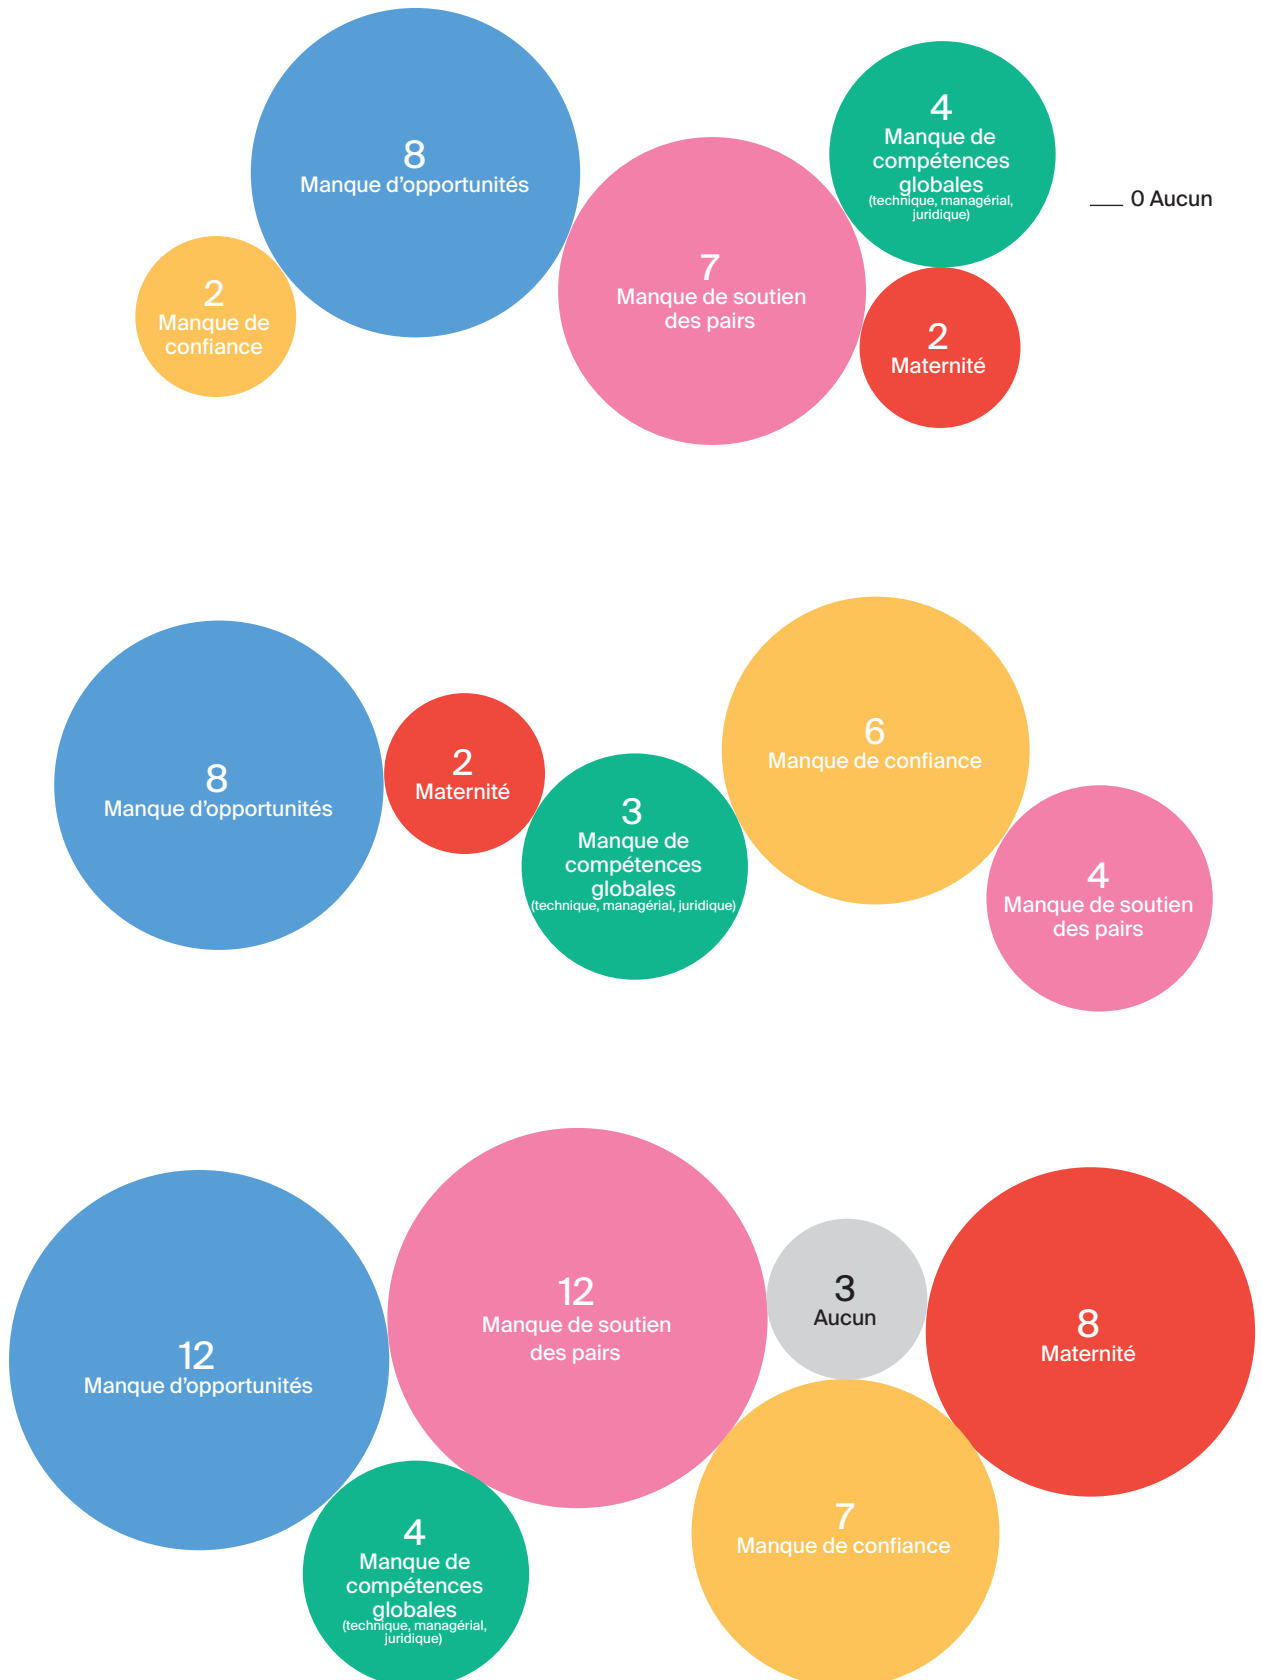 8
Manque d'opportunités
4
Manque de
compétences
globales
(technique, managérial,
juridique)
0 Aucun
7
Manque de soutien
des pairs
2
Manque de
confiance
2
Maternité
8
Manque d'opportunités
2
Maternité
3
Manque de
compétences
globales
(technique, managérial, juridique)
6
Manque de confiance
4
Manque de soutien
des pairs
12
Manque d'opportunités
12
Manque de soutien
des pairs
3
Aucun
8
Maternité
4
Manque de
compétences
globales
(technique, managérial,
juridique)
7
Manque de confiance